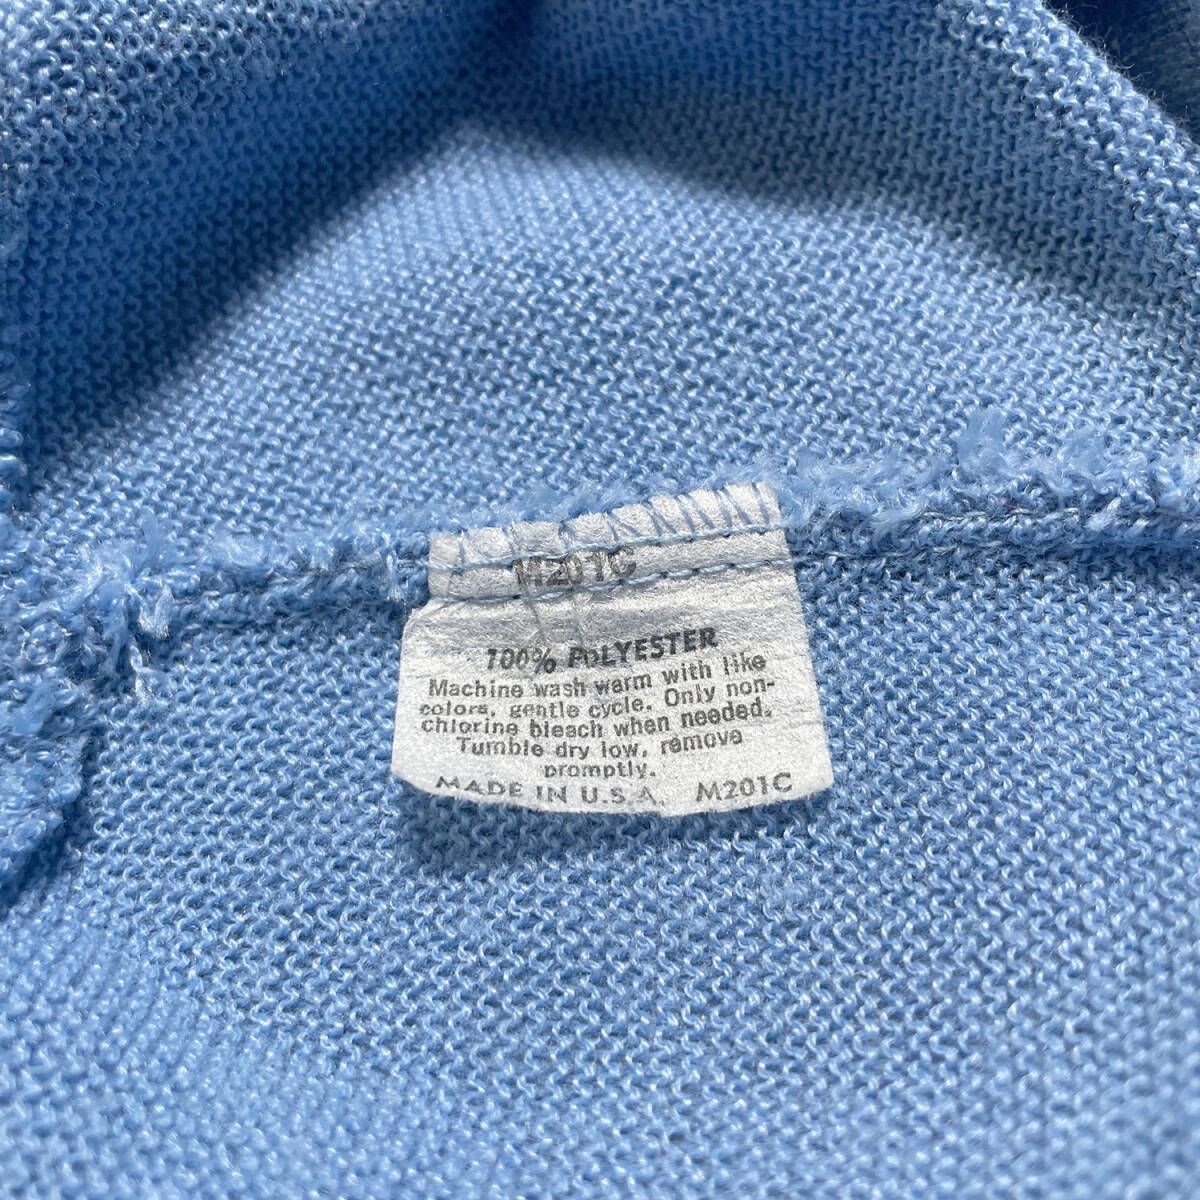 M201C
100% POLYESTER
Machine wash warm with like
colors, gentle cycle. Only non-
chlorine bleach when needed.
Tumble dry low, remove
promptly.
MADE IN U.S.A. M201C